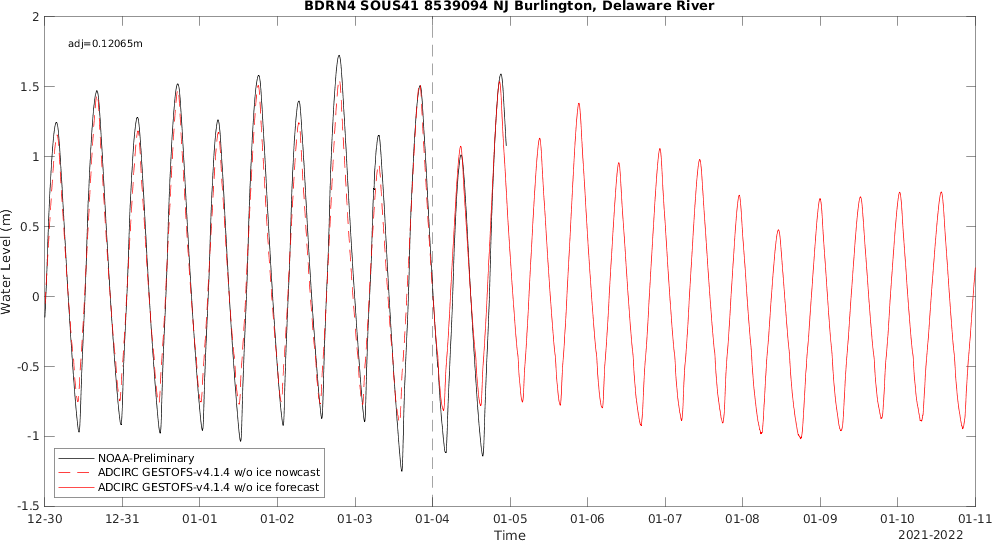 BDRN4 SOUS41 8539094 NJ Burlington, Delaware River
adj=0.12065m
2
1.5
1
0.5
0
-0.5
-1
-1.5
Water Level (m)
NOAA-Preliminary
ADCIRC GESTOFS-v4.1.4 w/o ice nowcast
ADCIRC GESTOFS-v4.1.4 w/o ice forecast
12-30 12-31 01-01 01-02 01-03 01-04 01-05 01-06 01-07 01-08 01-09 01-10 01-11
Time
2021-2022